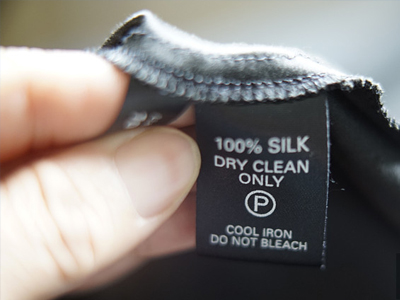 100% SILK
DRY CLEAN
ONLY
P
COOL IRON
DO NOT BLEACH